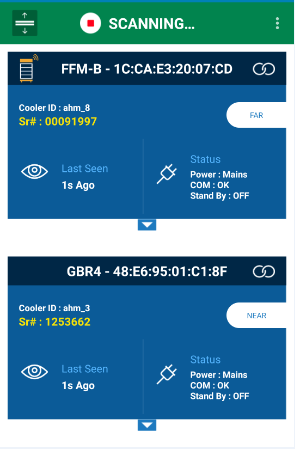 SCANNING...
FFM-B - 1C:CA:E3:20:07:CD
Cooler ID : ahm_8
Sr# : 00091997
FAR
Last Seen
1s Ago
Status
Power : Mains
COM : OK
Stand By : OFF
GBR4 - 48:E6:95:01:C1:8F
Cooler ID : ahm_3
Sr# : 1253662
NEAR
Last Seen
1s Ago
Status
Power : Mains
COM : OK
Stand By : OFF